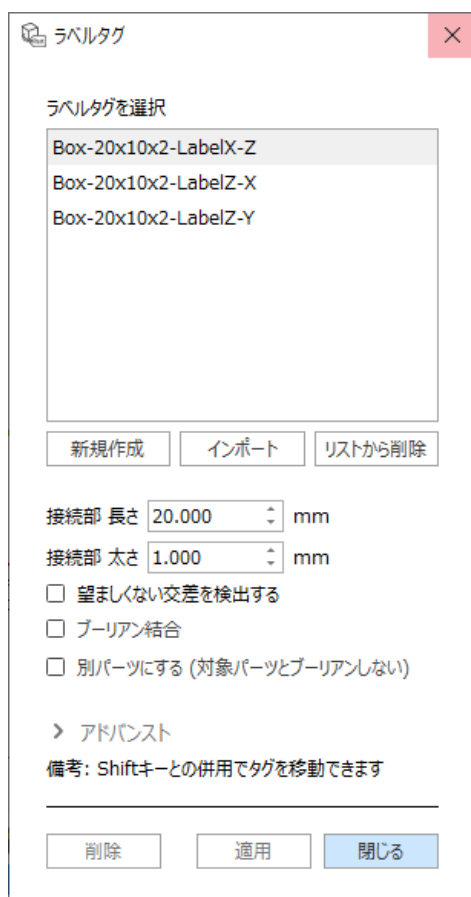 ラベルタグ
ラベルタグを選択
Box-20x10x2-LabelX-Z
Box-20x10x2-LabelZ-X
Box-20x10x2-LabelZ-Y
新規作成 インポート リストから削除
接続部 長さ 20.000 mm
接続部 太さ 1.000 mm
望ましくない交差を検出する
ブーリアン結合
別パーツにする (対象パーツとブーリアンしない)
アドバンスト
備考: Shiftキーとの併用でタグを移動できます
削除 適用 閉じる